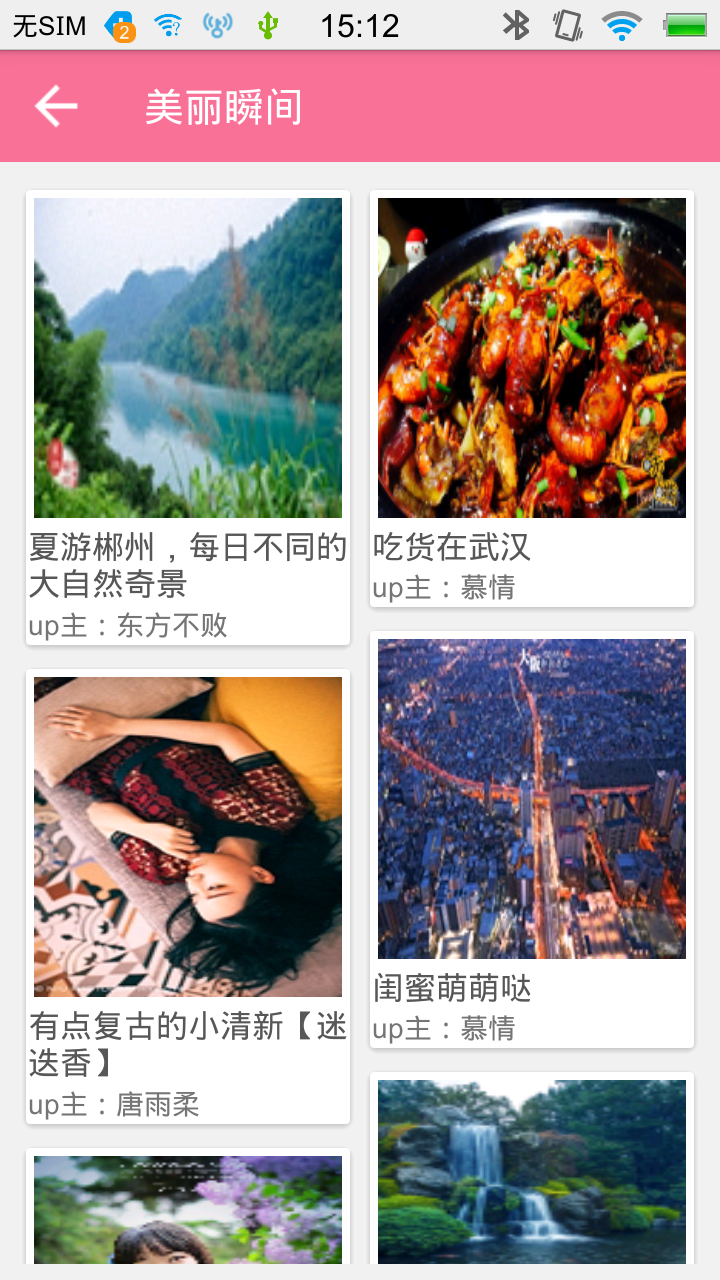 无SIM
2
15:12
美丽瞬间
夏游郴州，每日不同的
大自然奇景
up主：东方不败
吃货在武汉
up主：慕情
有点复古的小清新【迷
迭香】
up主：唐雨柔
大阪
闺蜜萌萌哒
up主：慕情